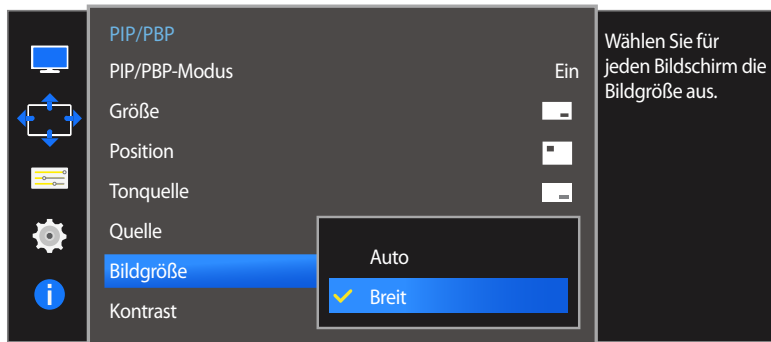 PIP/PBP
PIP/PBP-Modus Ein
Größe
Position
Tonquelle
Quelle
Bildgröße
Kontrast
Auto
Breit
Wählen Sie für
jeden Bildschirm die
Bildgröße aus.
i